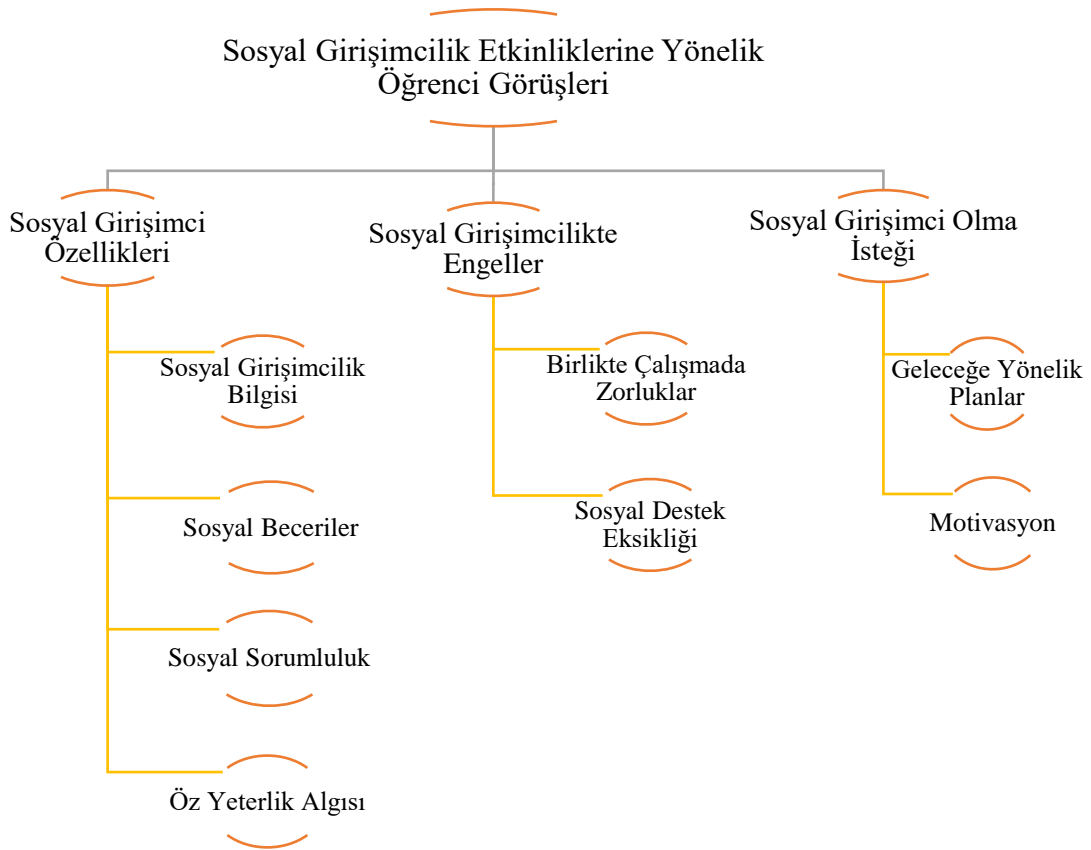 Sosyal Girişimcilik Etkinliklerine Yönelik
Öğrenci Görüşleri
Sosyal Girişimci
Özellikleri
Sosyal Girişimcilik
Bilgisi
Sosyal Beceriler
Sosyal Sorumluluk
Öz Yeterlik Algısı
Sosyal Girişimcilikte
Engeller
Birlikte Çalışmada
Zorluklar
Sosyal Destek
Eksikliği
Sosyal Girişimci Olma
İsteği
Geleceğe Yönelik
Planlar
Motivasyon